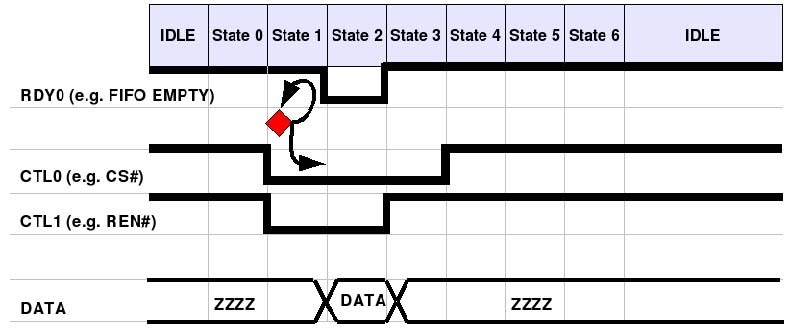 IDLE State 0 State 1 State 2 State 3 State 4 State 5 State 6 IDLE
RDY0 (e.g. FIFO EMPTY)
CTL0 (e.g. CS#)
CTL1 (e.g. REN#)
DATA ZZZZ DATA ZZZZ